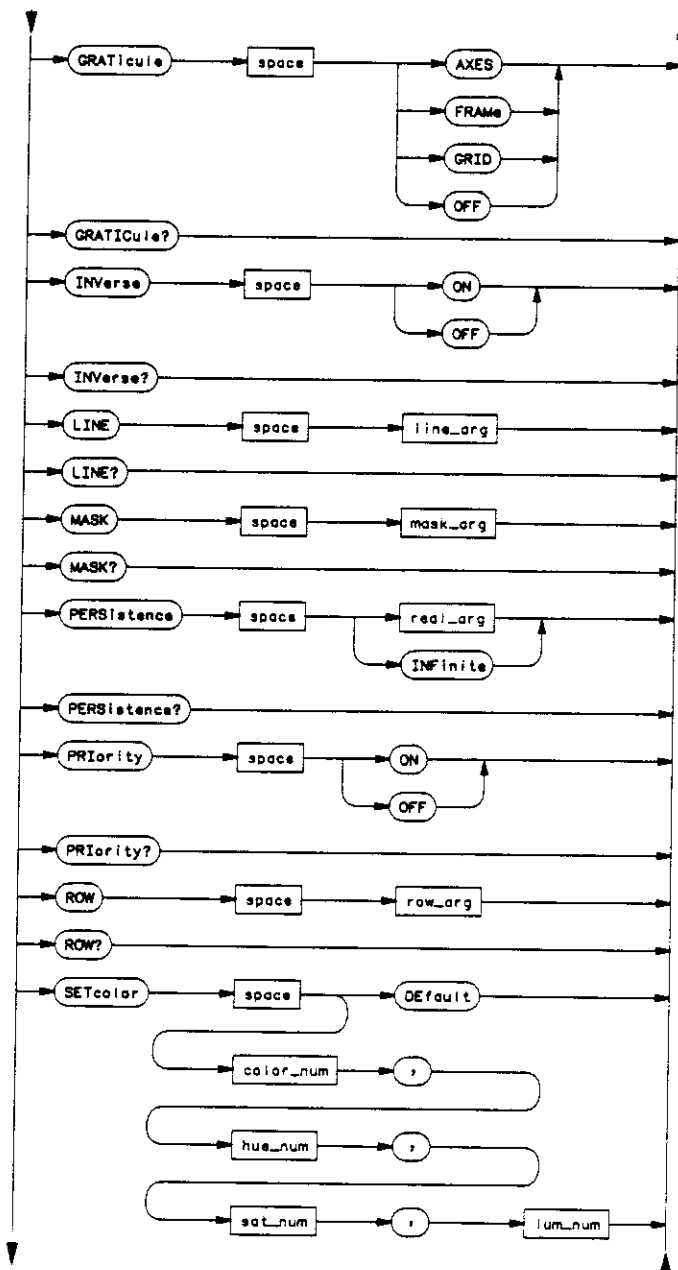 GRATicule space AXES
FRAMe
GRID
OFF
GRATICule?
INVerse space ON
OFF
INVerse?
LINE space line_arg
LINE?
MASK space mask_arg
MASK?
PERSistence space real_arg
INFinite
PERSistence?
PRIority space ON
OFF
PRIority?
ROW space row_arg
ROW?
SETcolor space DEfault
color_num ,
hue_num ,
sat_num , lum_num